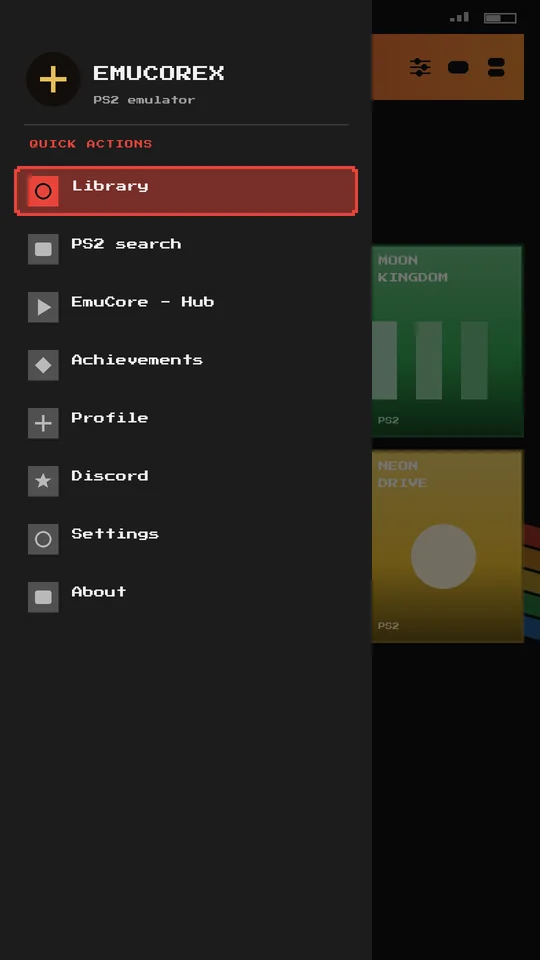 EMUCOREX
PS2 emulator
QUICK ACTIONS
Library
PS2 search
EmuCore - Hub
Achievements
Profile
Discord
Settings
About
MOON
KINGDOM
PS2
NEON
DRIVE
PS2